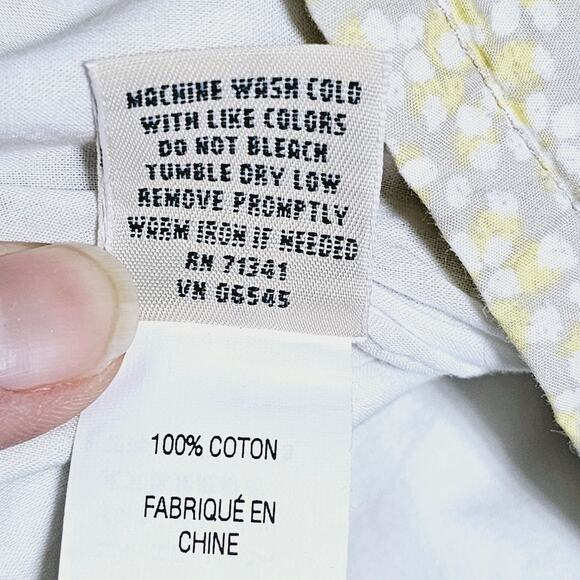 MACHINE WASH COLD
WITH LIKE COLORS
DO NOT BLEACH
TUMBLE DRY LOW
REMOVE PROMPTLY
WARM IRON IF NEEDED
RN 71341
VN 06545
100% COTON
FABRIQUÉ EN
CHINE